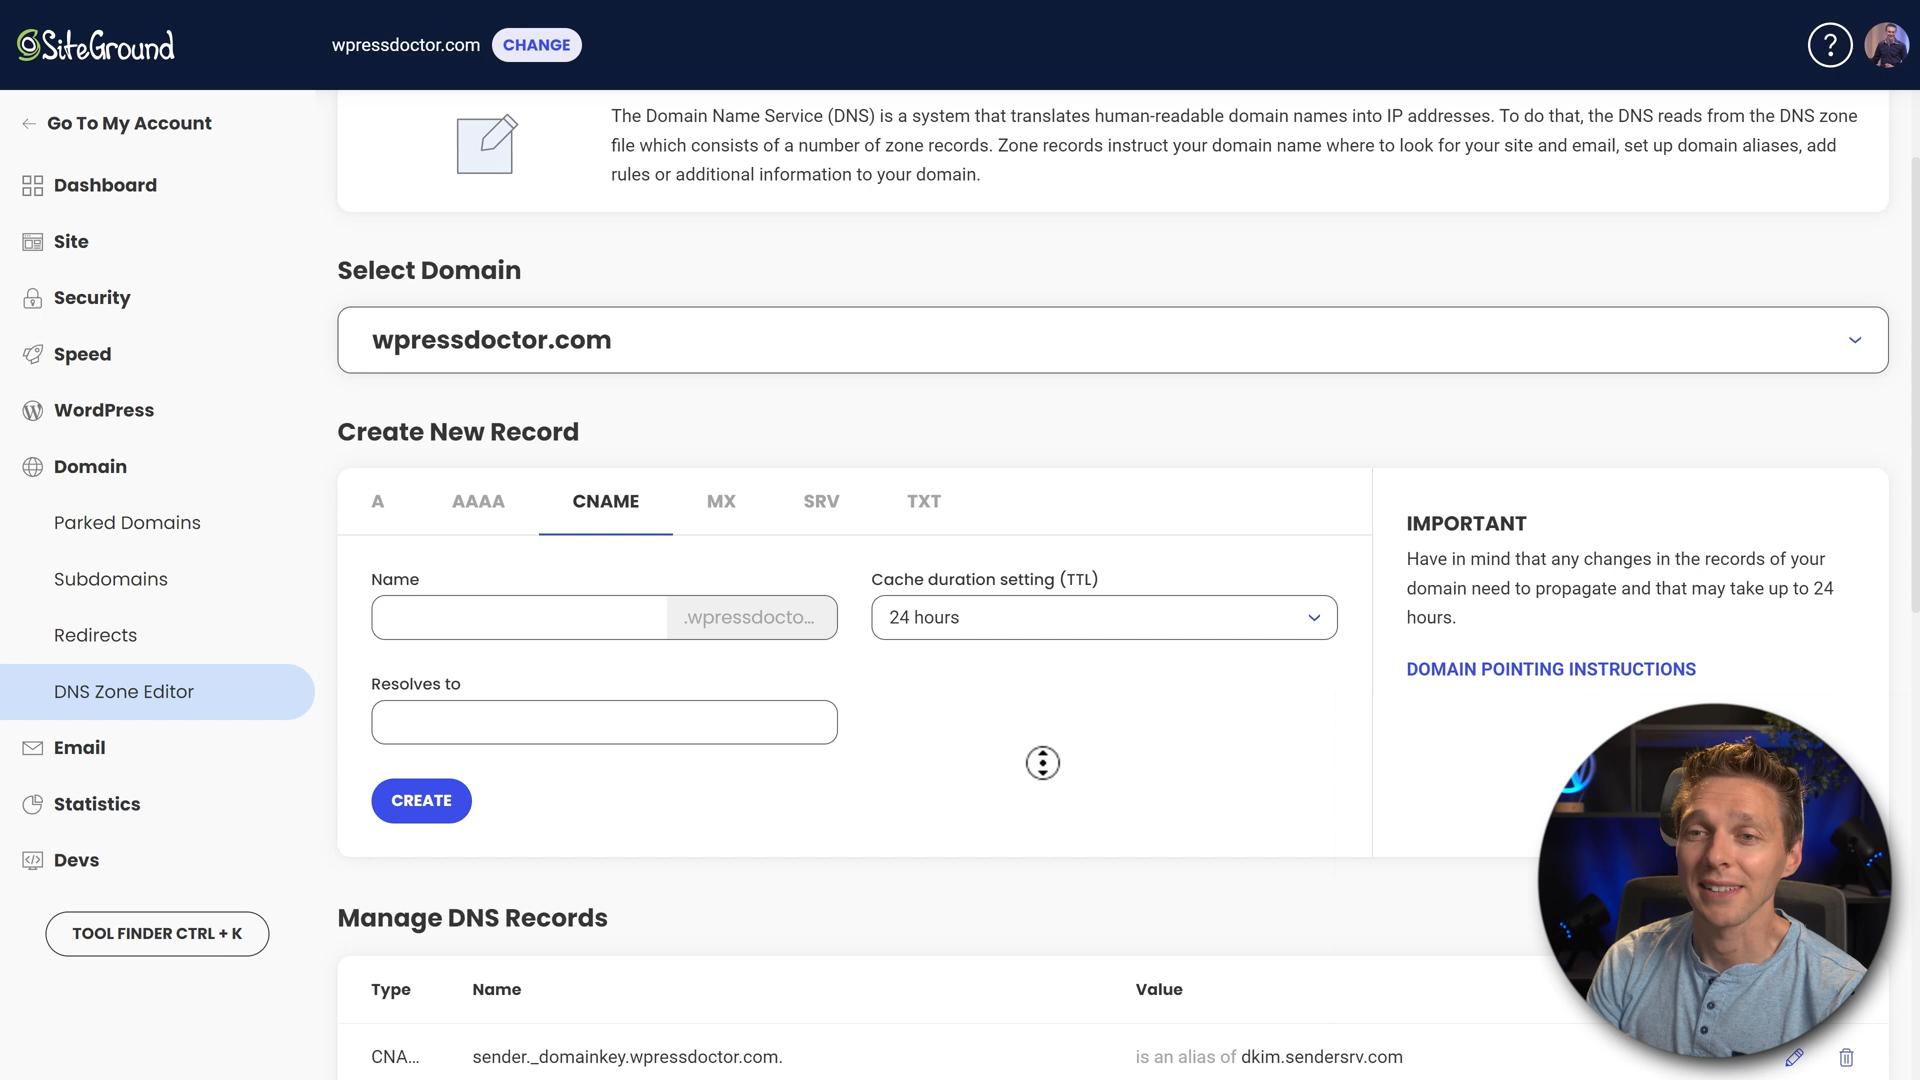 SiteGround
wpressdoctor.com CHANGE
?
Go To My Account
Dashboard
Site
Security
Speed
WordPress
Domain
Parked Domains
Subdomains
Redirects
DNS Zone Editor
Email
Statistics
Devs
TOOL FINDER CTRL + K
The Domain Name Service (DNS) is a system that translates human-readable domain names into IP addresses. To do that, the DNS reads from the DNS zone
file which consists of a number of zone records. Zone records instruct your domain name where to look for your site and email, set up domain aliases, add
rules or additional information to your domain.
Select Domain
wpressdoctor.com
Create New Record
A AAAA CNAME MX SRV TXT
Name
.wpressdocto...
Cache duration setting (TTL)
24 hours
Resolves to
CREATE
IMPORTANT
Have in mind that any changes in the records of your
domain need to propagate and that may take up to 24
hours.
DOMAIN POINTING INSTRUCTIONS
Manage DNS Records
Type Name Value
CNA... sender._domainkey.wpressdoctor.com. is an alias of dkim.sendersrv.com